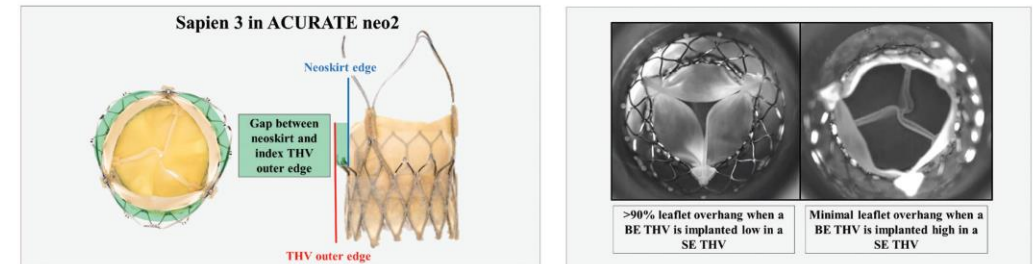 Sapien 3 in ACURATE neo2
Neoskirt edge
Gap between
neoskirt and
index THV
outer edge
THV outer edge
>90% leaflet overhang when a
BE THV is implanted low in a
SE THV
Minimal leaflet overhang when a
BE THV is implanted high in a
SE THV